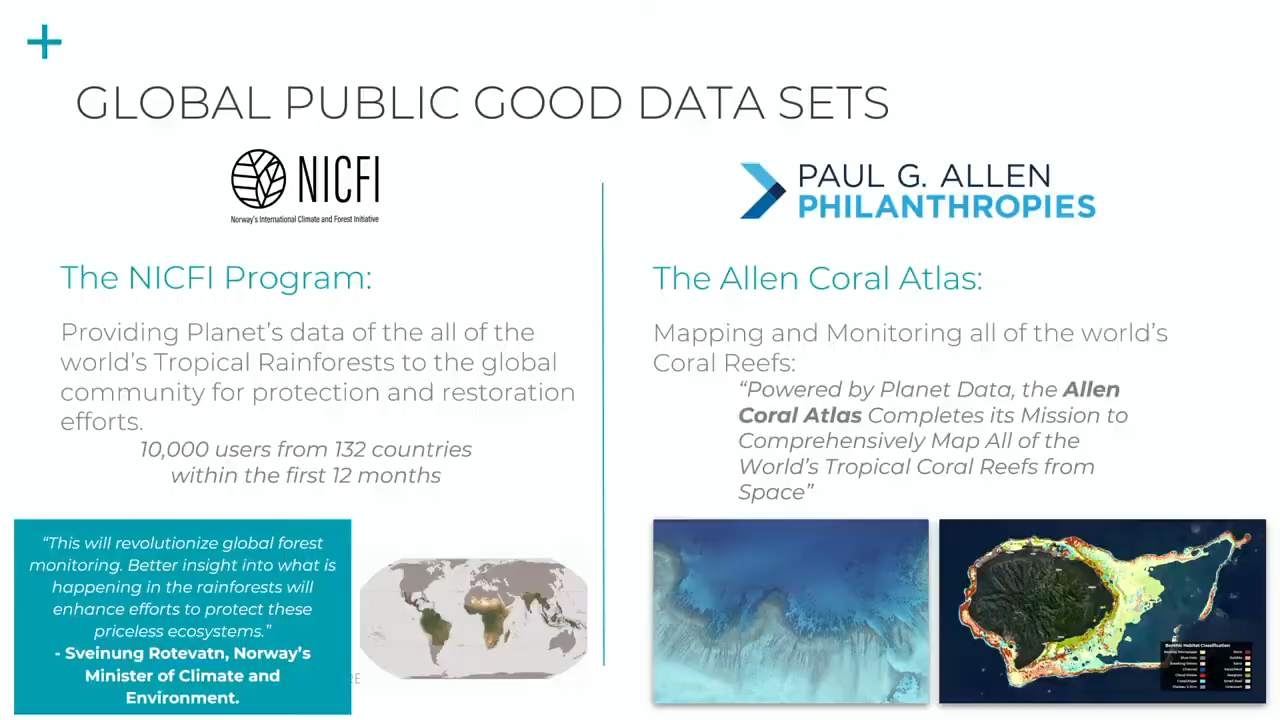 GLOBAL PUBLIC GOOD DATA SETS
NICFI
Norway's International Climate and Forest Initiative
The NICFI Program:
Providing Planet's data of the all of the
world's Tropical Rainforests to the global
community for protection and restoration
efforts.
10,000 users from 132 countries
within the first 12 months
"This will revolutionize global forest
monitoring. Better insight into what is
happening in the rainforests will
enhance efforts to protect these
priceless ecosystems."
- Sveinung Rotevatn, Norway's
Minister of Climate and
Environment.
RE
PAUL G. ALLEN
PHILANTHROPIES
The Allen Coral Atlas:
Mapping and Monitoring all of the world's
Coral Reefs:
"Powered by Planet Data, the Allen
Coral Atlas Completes its Mission to
Comprehensively Map All of the
World's Tropical Coral Reefs from
Space"
Benthic Habitat Classification